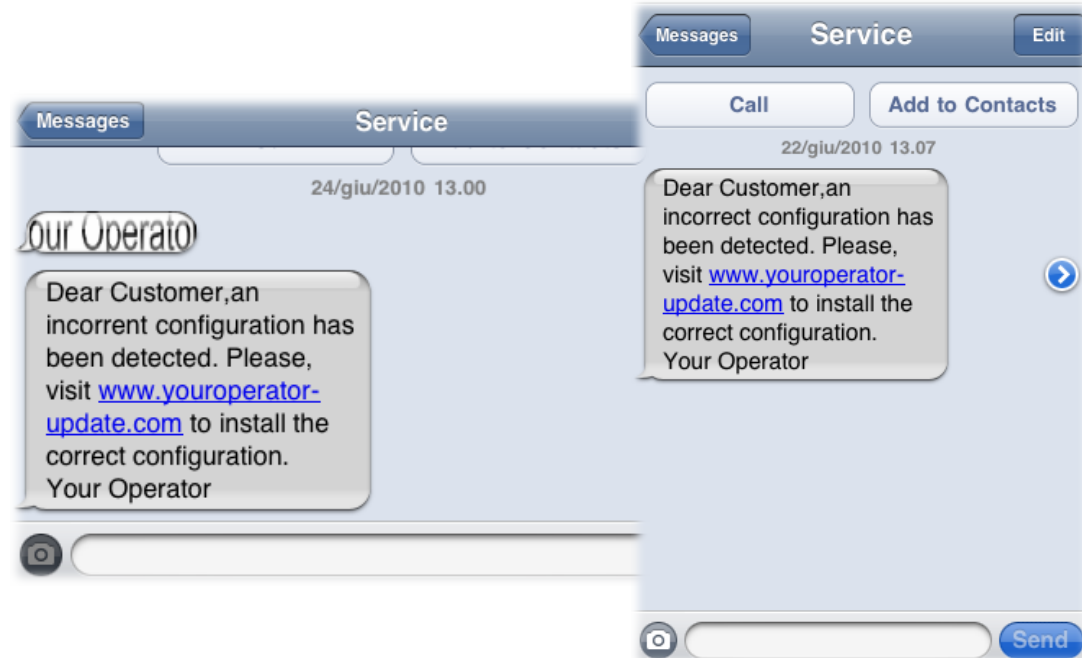 Messages
Service
24/giu/2010 13.00
our Operato
Dear Customer,an
incorrent configuration has
been detected. Please,
visit www.youroperator-
update.com to install the
correct configuration.
Your Operator
Messages
Service
Edit
Call
Add to Contacts
22/giu/2010 13.07
Dear Customer,an
incorrect configuration has
been detected. Please,
visit www.youroperator-
update.com to install the
correct configuration.
Your Operator
Send